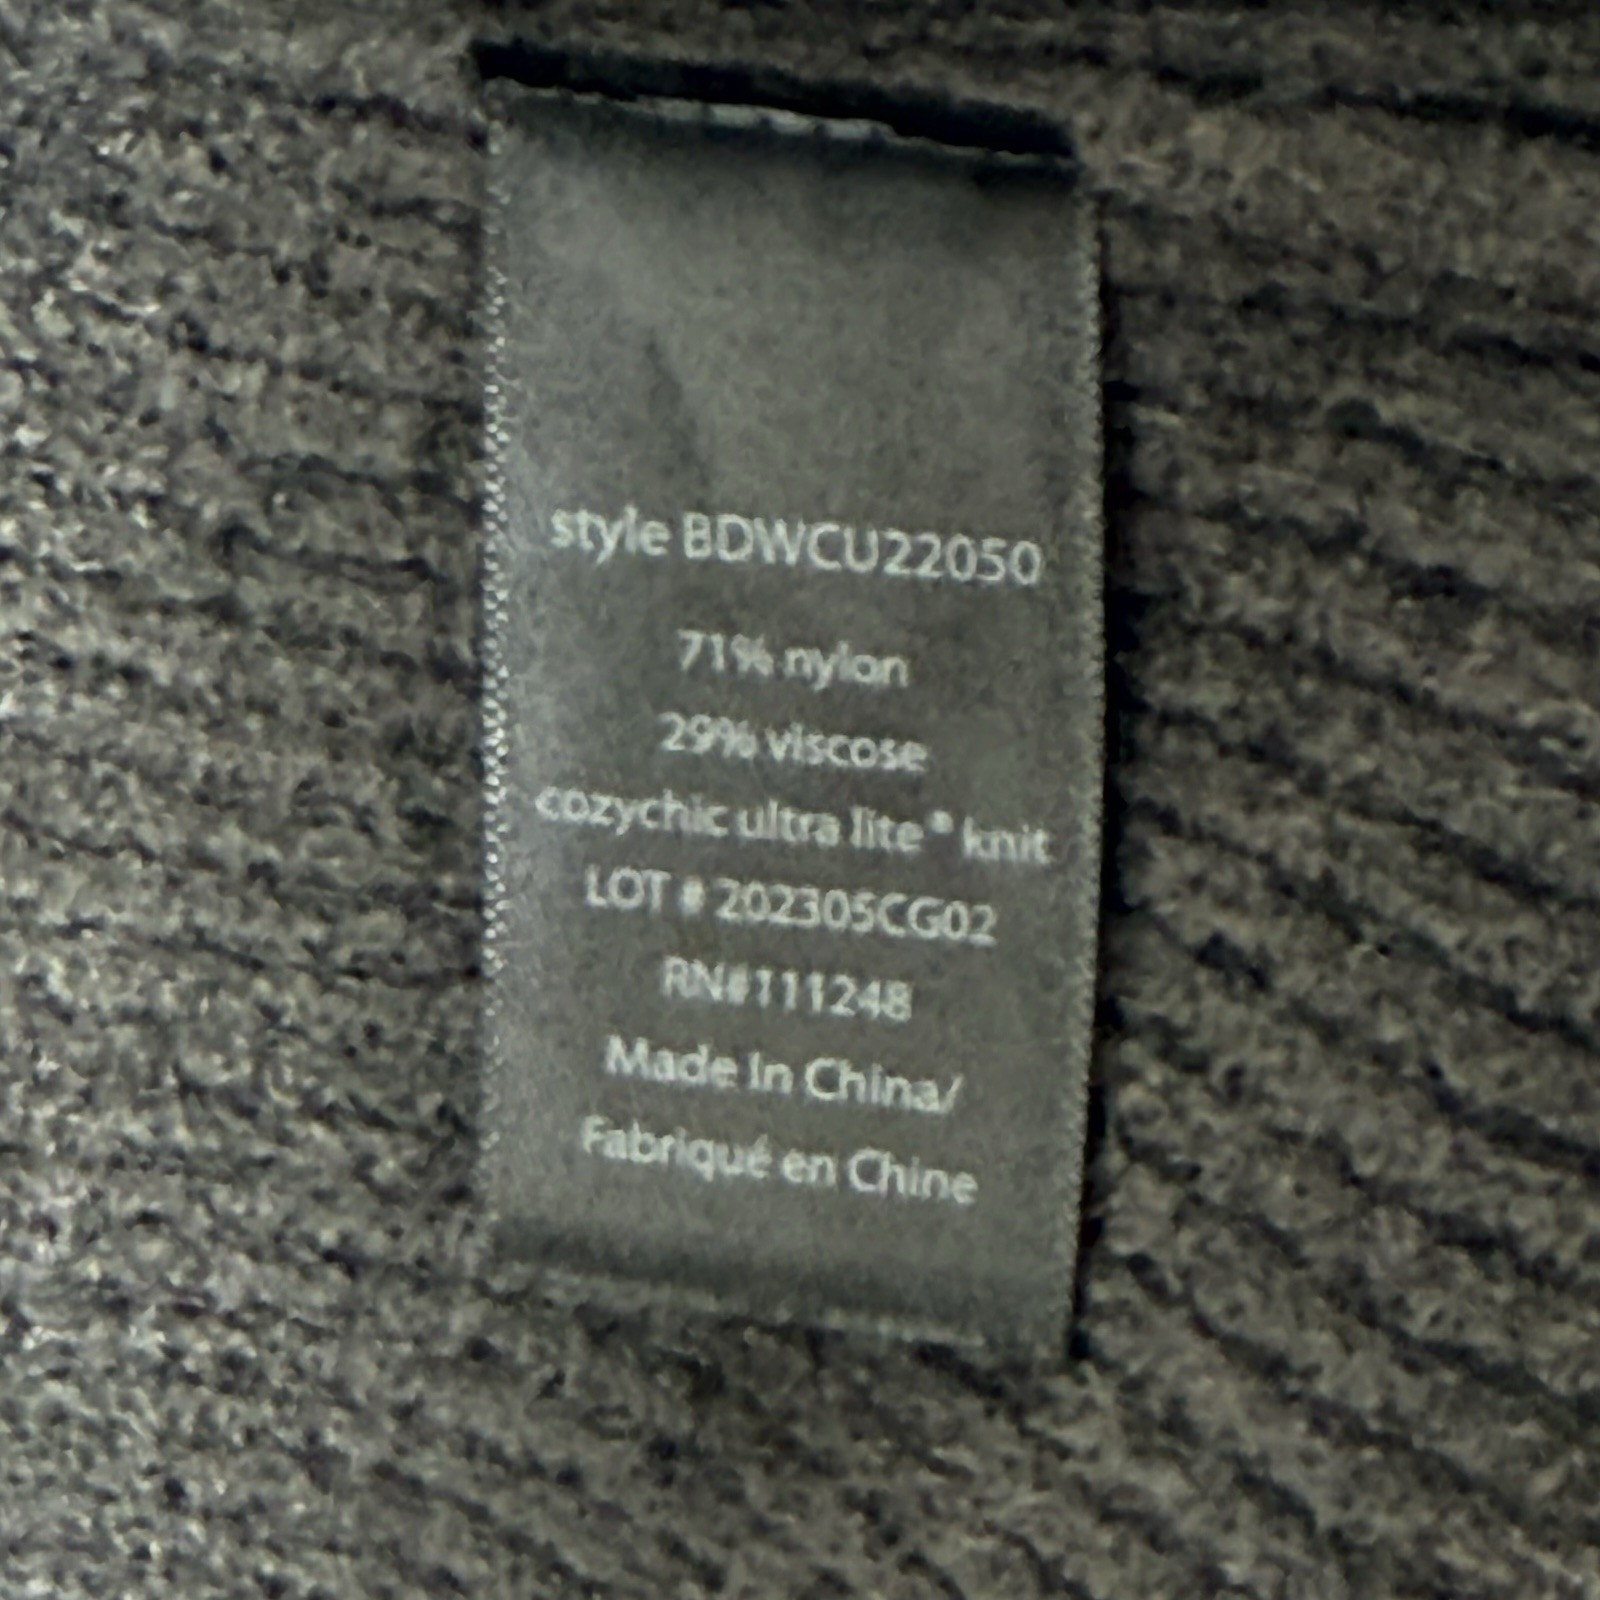 style BDWCU22050
71% nylon
29% viscose
cozychic ultra lite® knit
LOT # 202305CG02
RN#111248
Made In China/
Fabriqué en Chine